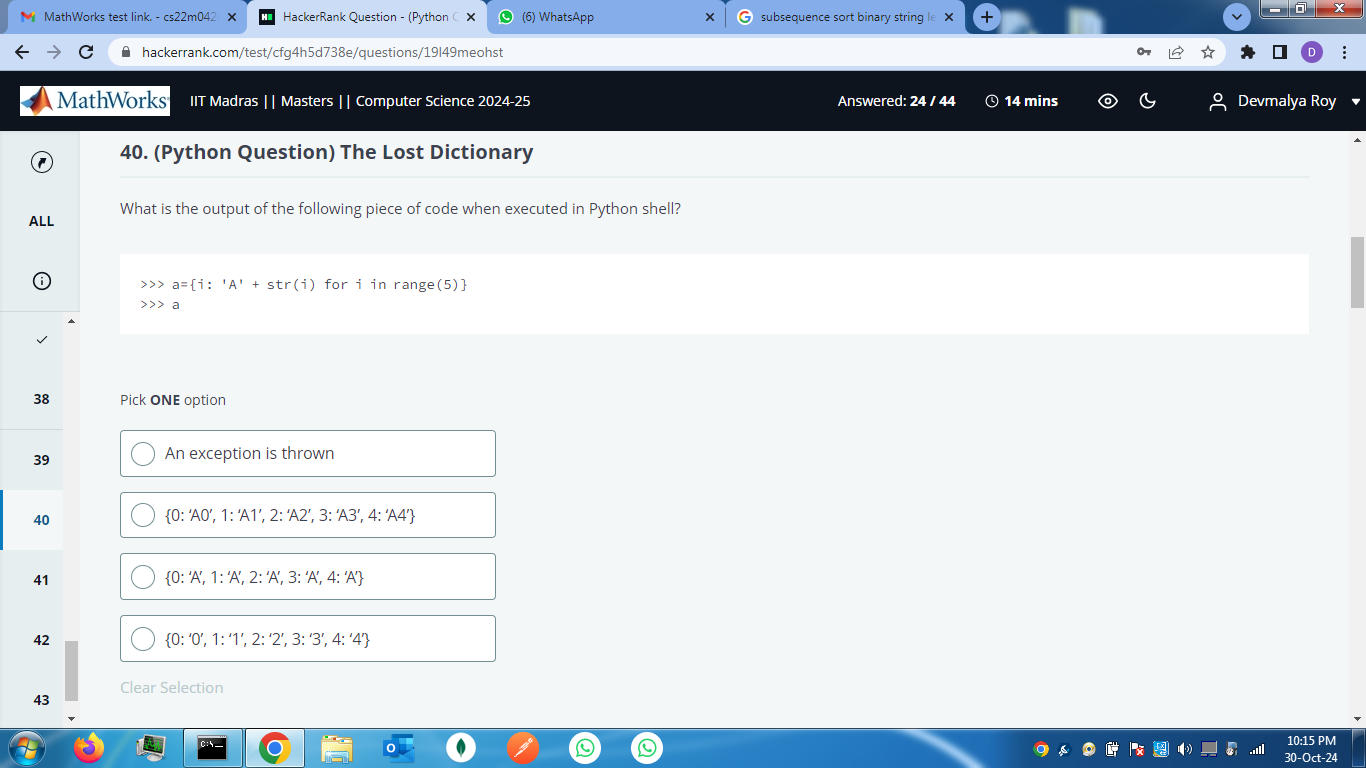 MathWorks test link. - cs22m042
HackerRank Question - (Python C
(6) WhatsApp
subsequence sort binary string le
hackerrank.com/test/cfg4h5d738e/questions/19l49meohst
D
MathWorks
IIT Madras || Masters || Computer Science 2024-25
Answered: 24 / 44
14 mins
Devmalya Roy
ALL
38
39
40
41
42
43
40. (Python Question) The Lost Dictionary
What is the output of the following piece of code when executed in Python shell?
>>> a={i: 'A' + str(i) for i in range(5)}
>>> a
Pick ONE option
An exception is thrown
{0: ‘A0’, 1: ‘A1’, 2: ‘A2’, 3: ‘A3’, 4: ‘A4’}
{0: ‘A’, 1: ‘A’, 2: ‘A’, 3: ‘A’, 4: ‘A’}
{0: ‘0’, 1: ‘1’, 2: ‘2’, 3: ‘3’, 4: ‘4’}
Clear Selection
10:15 PM
30-Oct-24